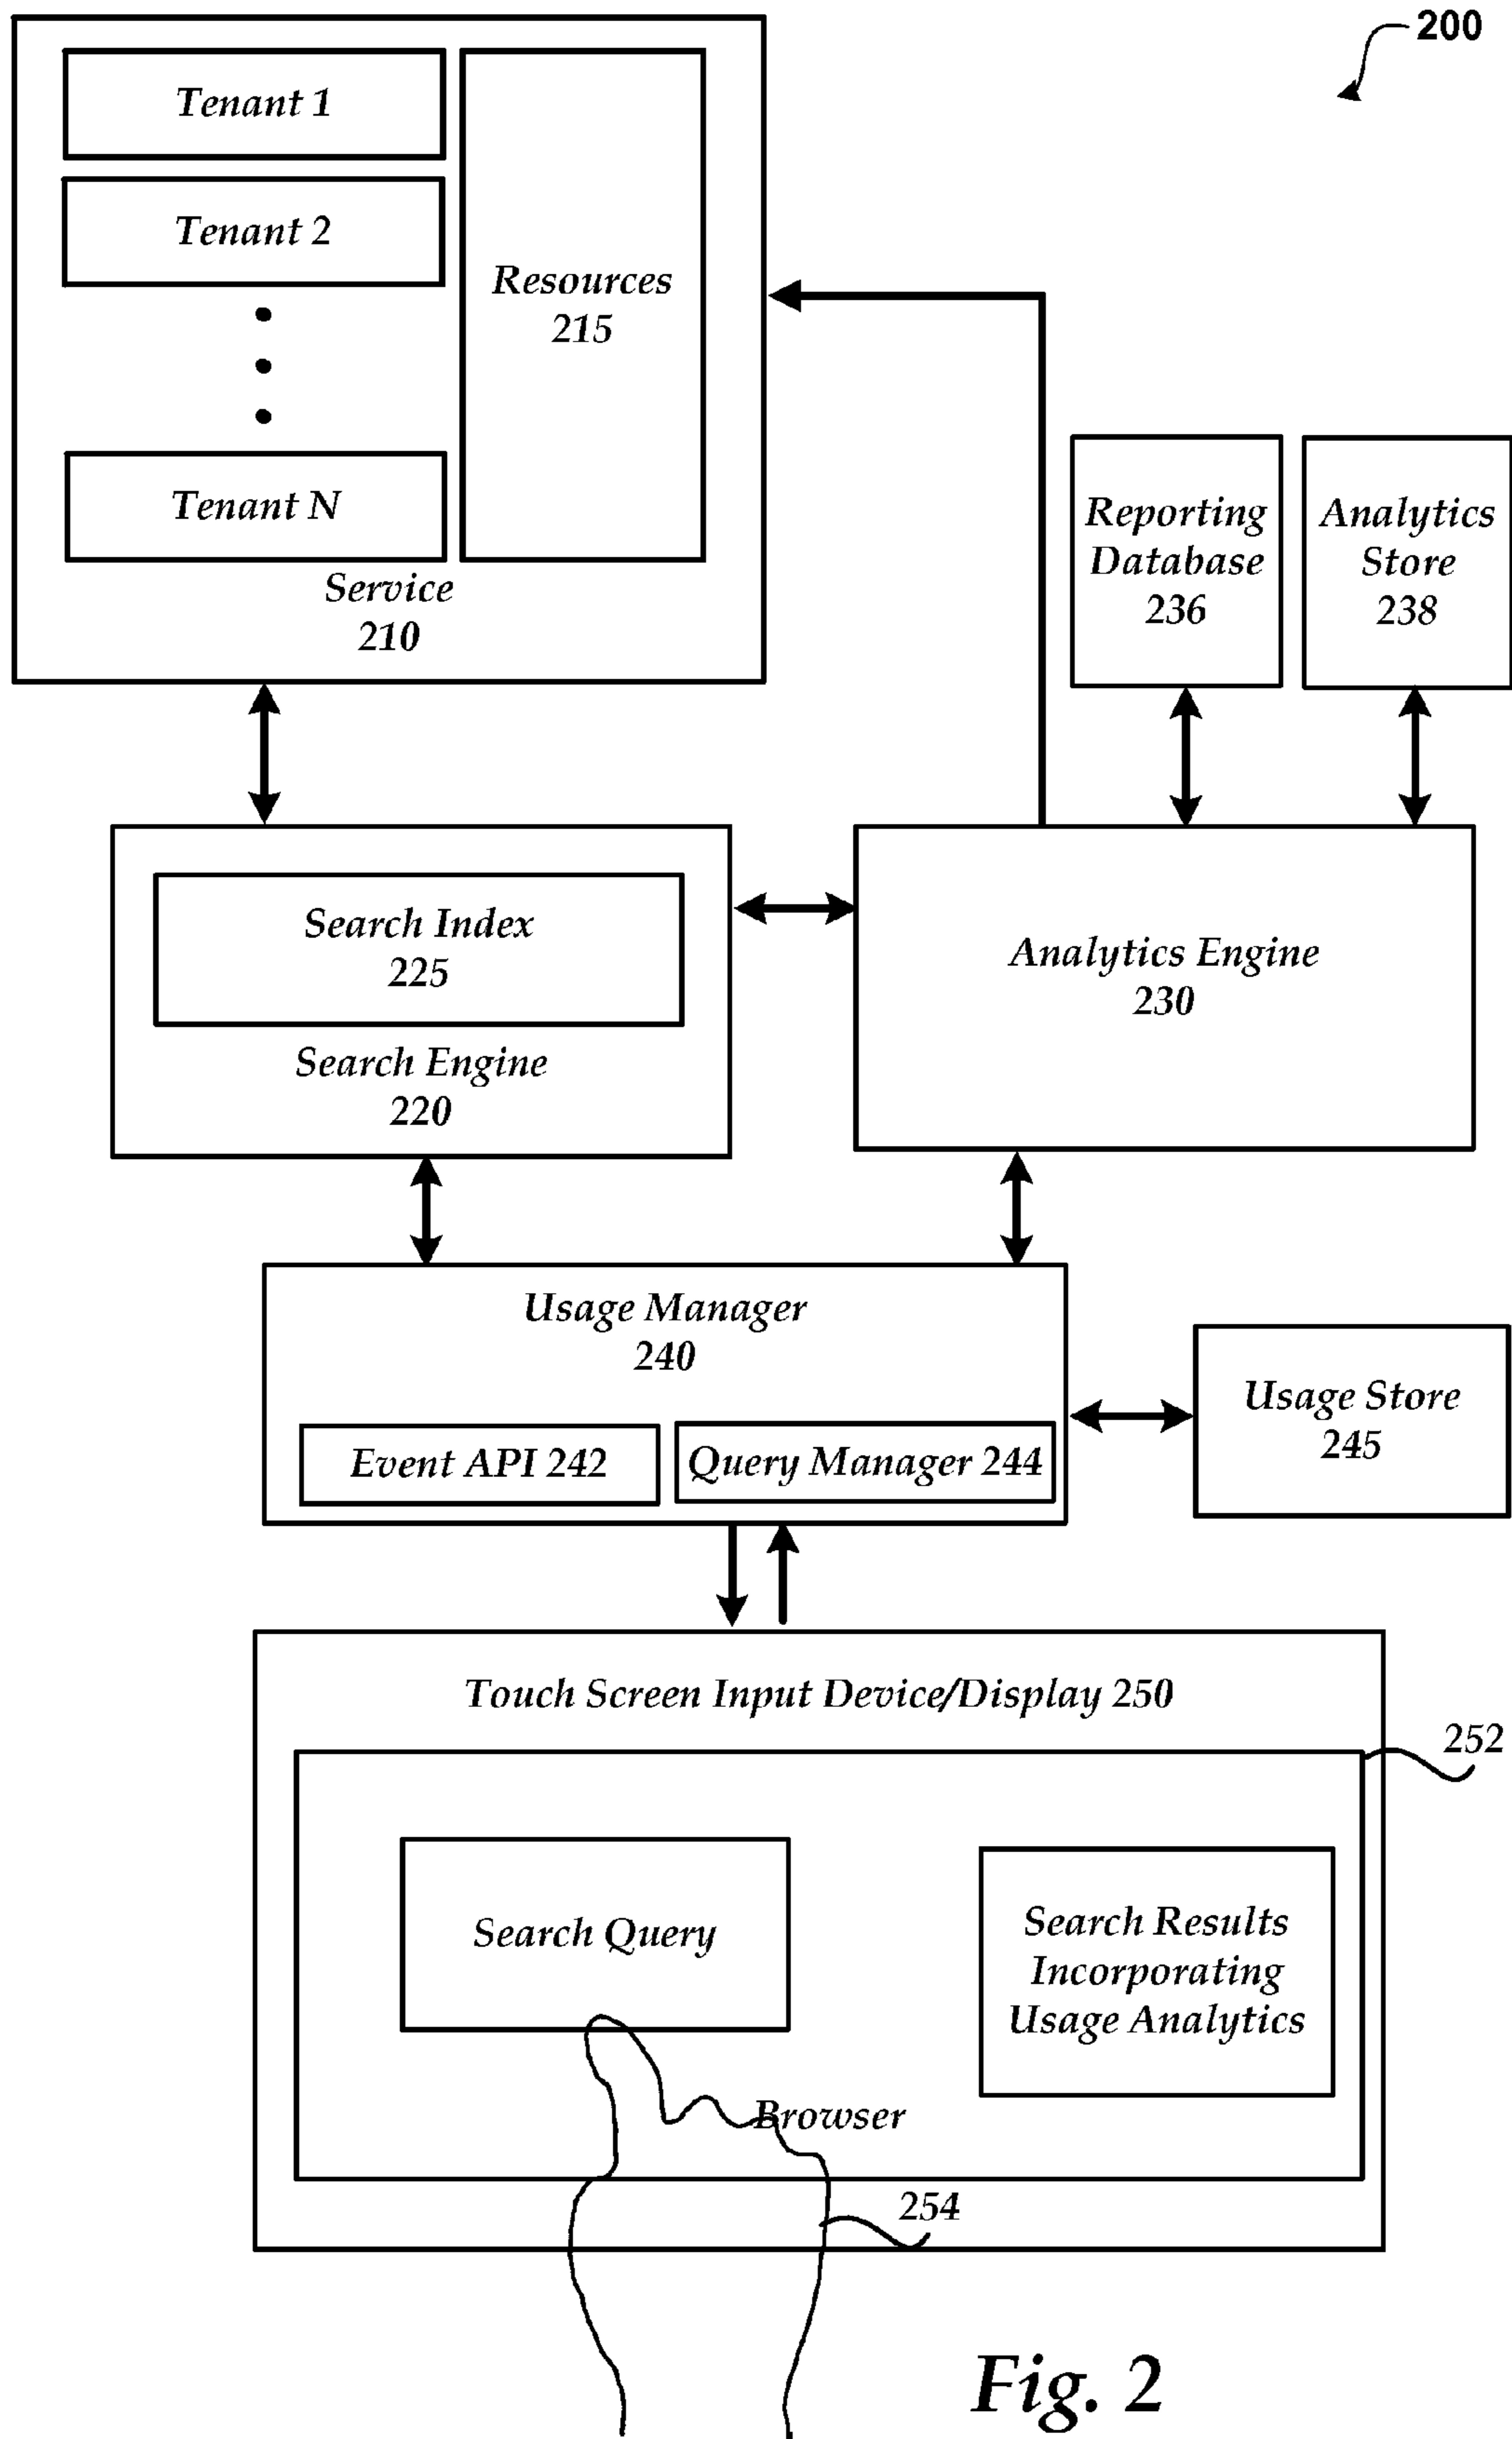 200
Tenant 1
Tenant 2
Resources
215
Tenant N
Service
210
Reporting
Database
236
Analytics
Store
238
Search Index
225
Search Engine
220
Analytics Engine
230
Usage Manager
240
Event API 242
Query Manager 244
Usage Store
245
Touch Screen Input Device/Display 250
252
Search Query
Search Results
Incorporating
Usage Analytics
Browser
254
Fig. 2